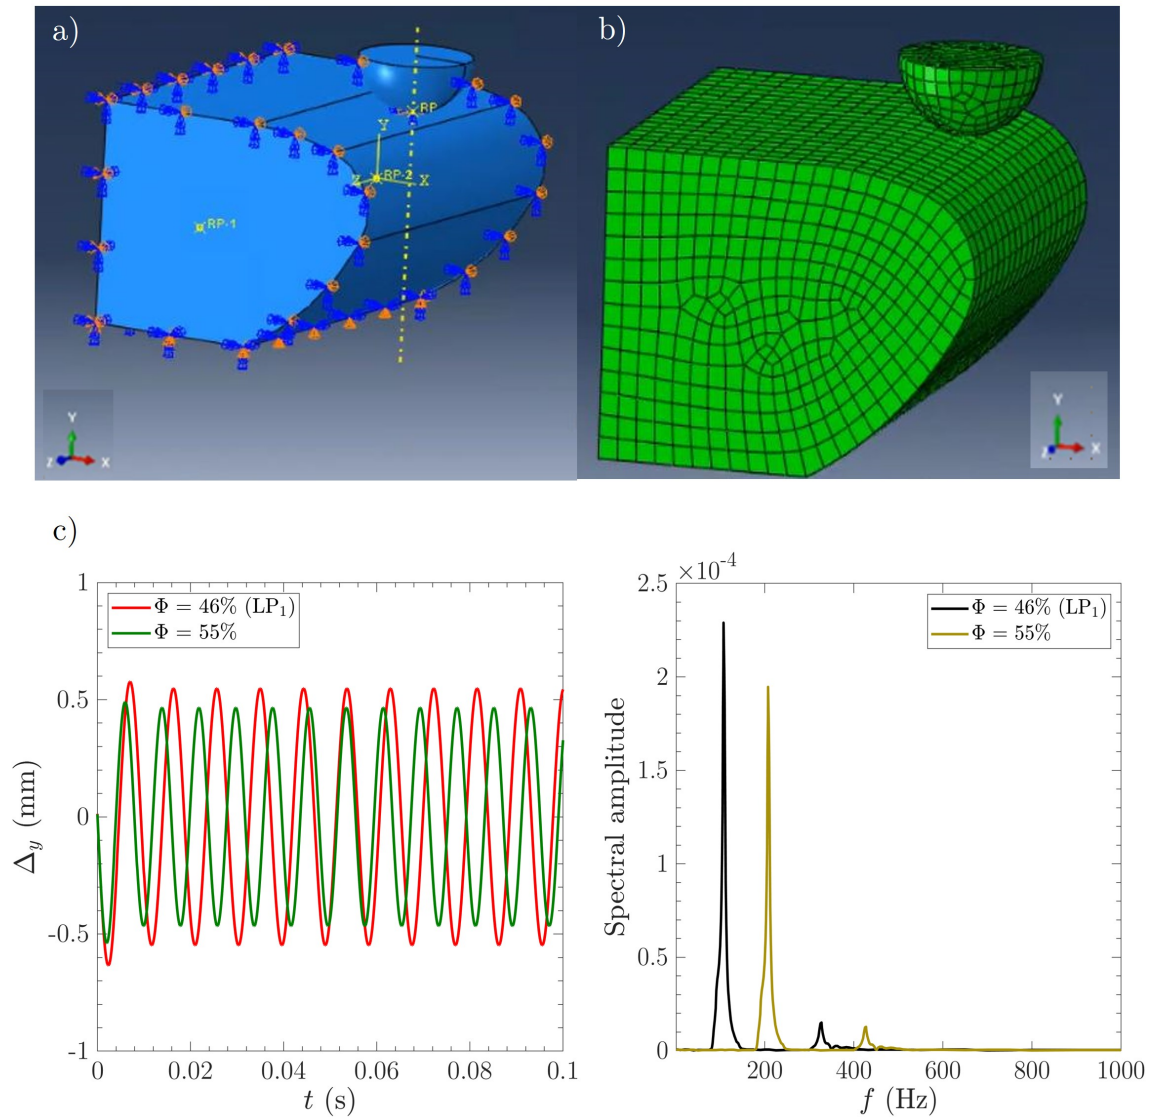 a)
b)
RP
Y
Z
RP-2
X
RP-1
Y
Z
X
Y
Z
X
c)
Φ = 46% (LP₁)
Φ = 55%
1
0.5
0
-0.5
-1
Δy (mm)
0
0.02
0.04
0.06
0.08
0.1
t (s)
×10⁻⁴
Φ = 46% (LP₁)
Φ = 55%
2.5
2
1.5
1
0.5
0
Spectral amplitude
200
400
600
800
1000
f (Hz)